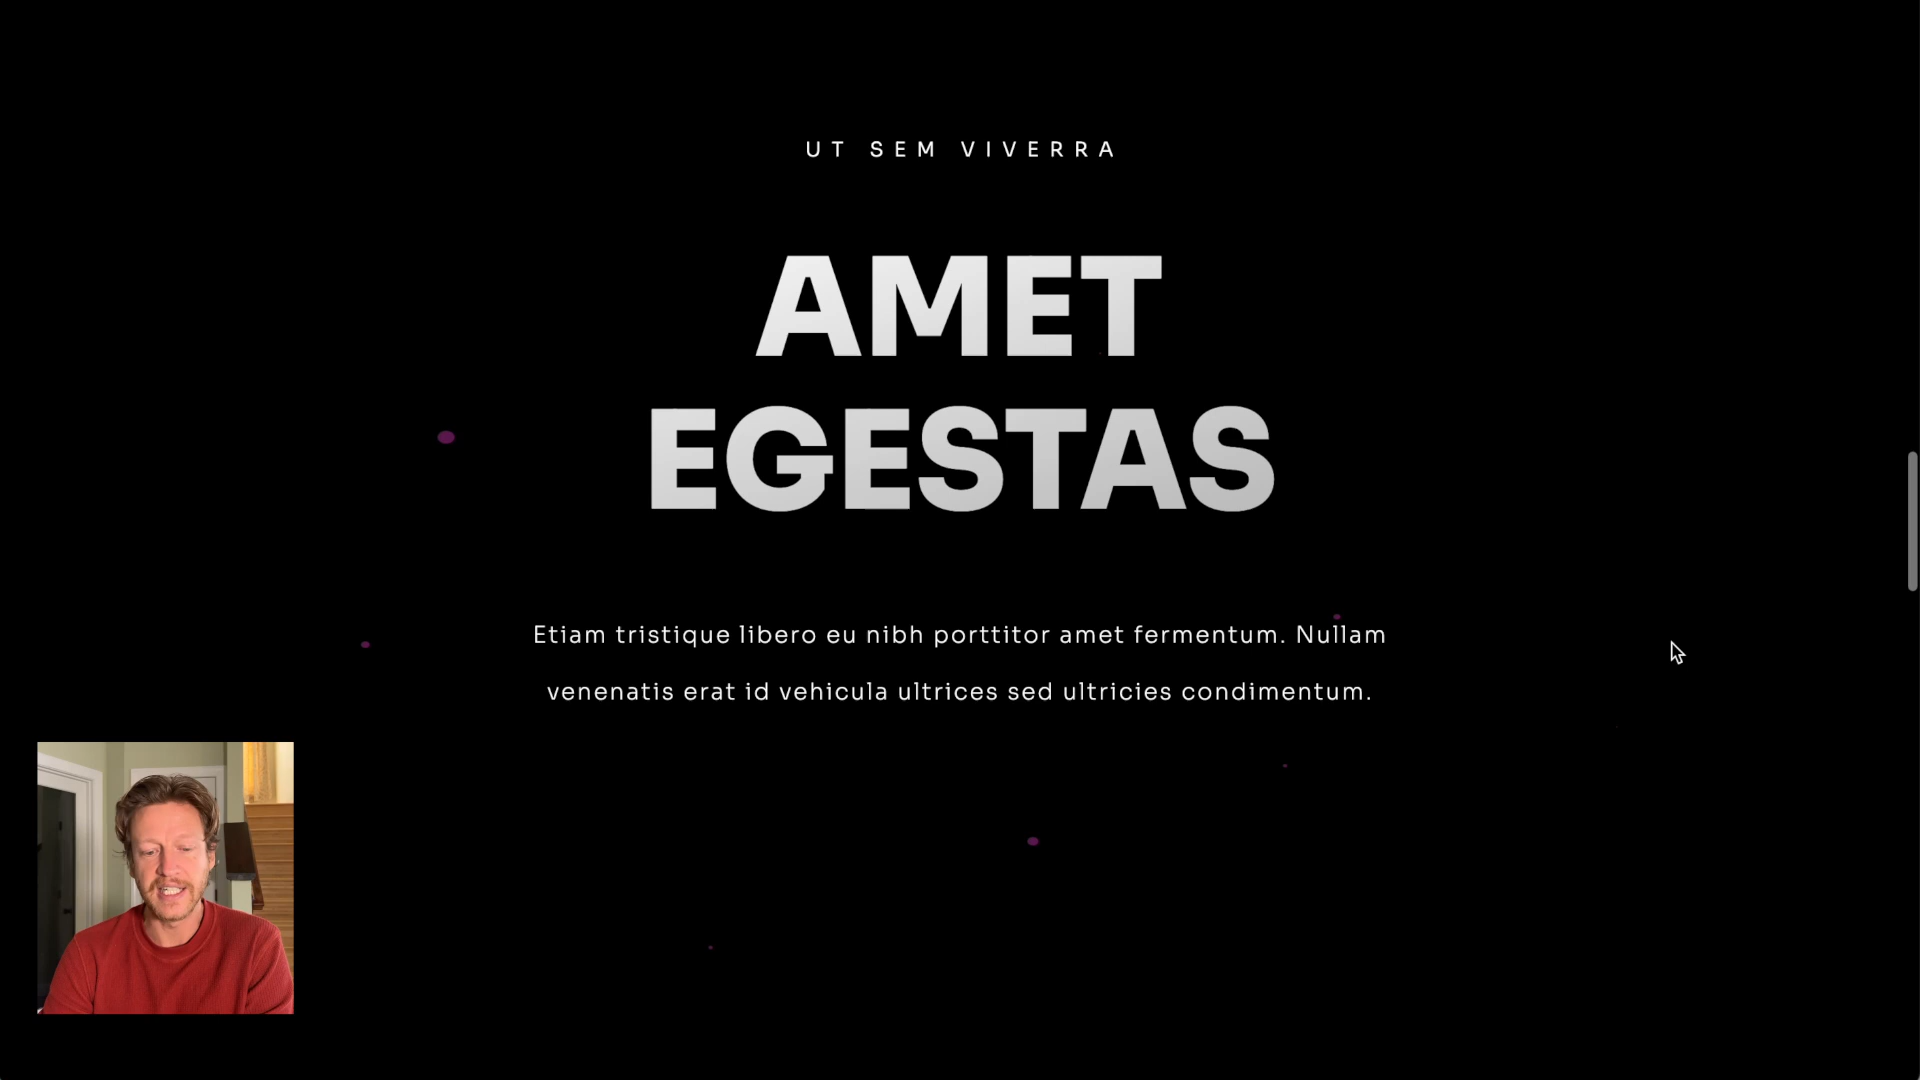 UT SEM VIVERRA
AMET
EGESTAS
Etiam tristique libero eu nibh porttitor amet fermentum. Nullam
venenatis erat id vehicula ultrices sed ultricies condimentum.